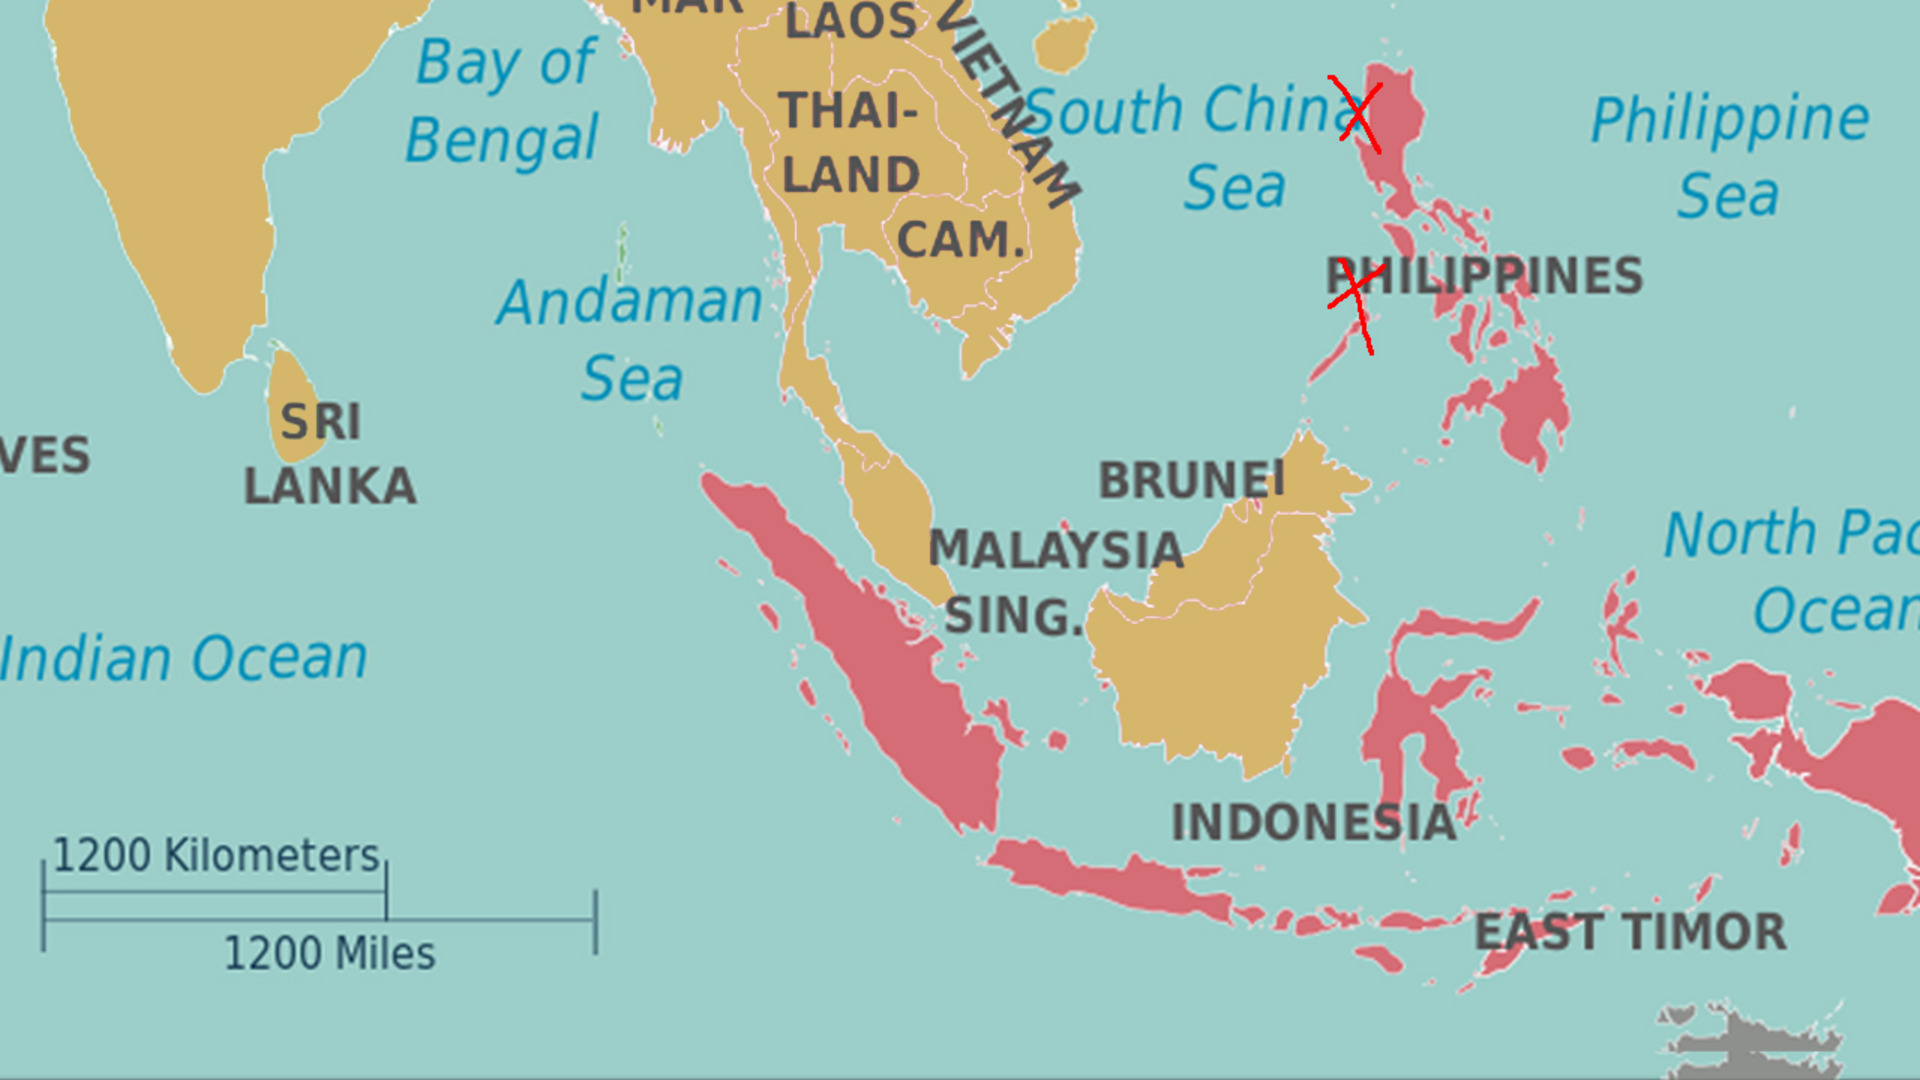 MAR
LAOS
VIETNAM
Bay of
Bengal
THAI-
LAND
South China
Sea
Philippine
Sea
CAM.
PHILIPPINES
Andaman
Sea
SRI
LANKA
VES
BRUNEI
MALAYSIA
SING.
North Pac
Ocean
Indian Ocean
INDONESIA
EAST TIMOR
1200 Kilometers
1200 Miles